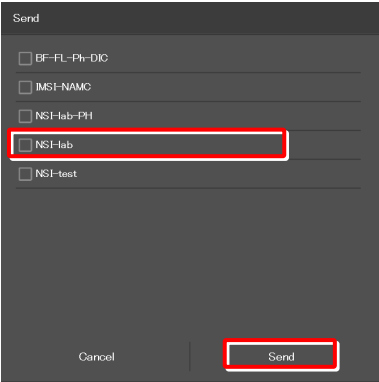 Send
BF-FL-Ph-DIC
IMSI-NAMC
NSI-lab-PH
NSI-lab
NSI-test
Cancel
Send